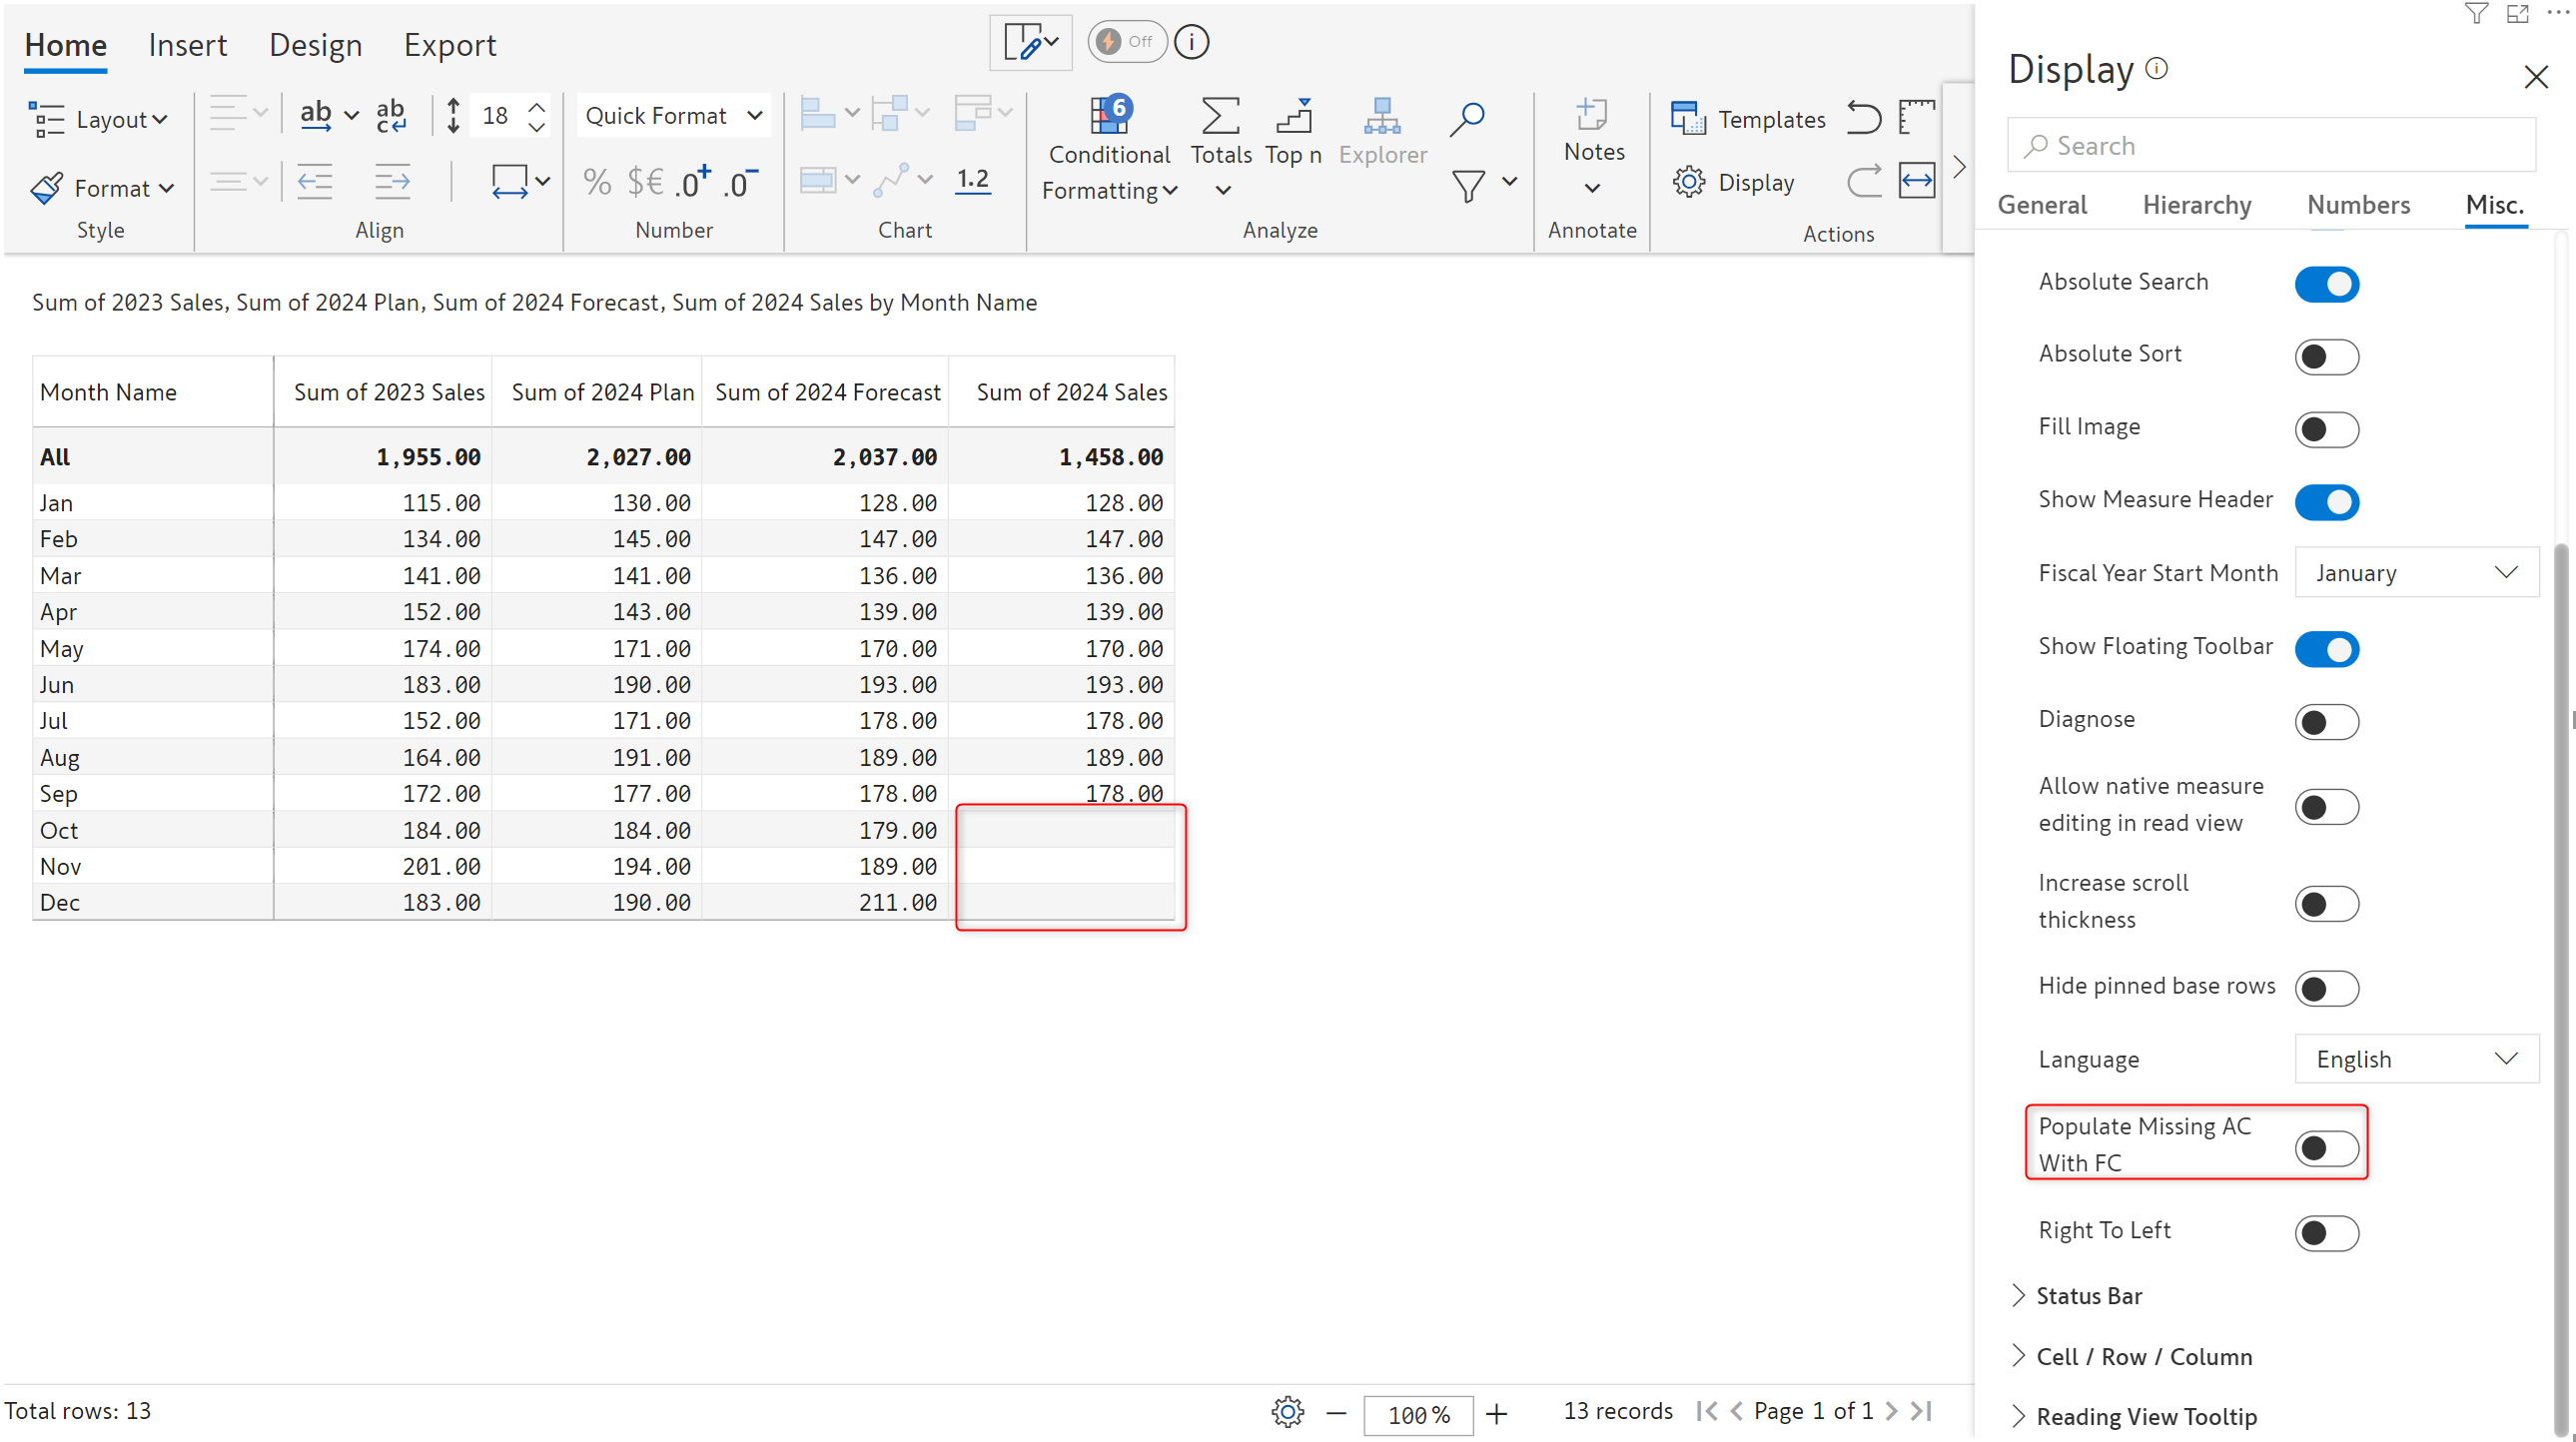 Home Insert Design Export Off
Layout ab ab c 18 Quick Format
Conditional Formatting 6 Totals Top n Explorer Notes Templates
Format % $€ .0+ .0- 1.2 Display
Style Align Number Chart Analyze Annotate Actions
Sum of 2023 Sales, Sum of 2024 Plan, Sum of 2024 Forecast, Sum of 2024 Sales by Month Name
Month Name Sum of 2023 Sales Sum of 2024 Plan Sum of 2024 Forecast Sum of 2024 Sales
All 1,955.00 2,027.00 2,037.00 1,458.00
Jan 115.00 130.00 128.00 128.00
Feb 134.00 145.00 147.00 147.00
Mar 141.00 141.00 136.00 136.00
Apr 152.00 143.00 139.00 139.00
May 174.00 171.00 170.00 170.00
Jun 183.00 190.00 193.00 193.00
Jul 152.00 171.00 178.00 178.00
Aug 164.00 191.00 189.00 189.00
Sep 172.00 177.00 178.00 178.00
Oct 184.00 184.00 179.00
Nov 201.00 194.00 189.00
Dec 183.00 190.00 211.00
Total rows: 13 100% 13 records Page 1 of 1
Display
Search
General Hierarchy Numbers Misc.
Absolute Search
Absolute Sort
Fill Image
Show Measure Header
Fiscal Year Start Month January
Show Floating Toolbar
Diagnose
Allow native measure
editing in read view
Increase scroll
thickness
Hide pinned base rows
Language English
Populate Missing AC
With FC
Right To Left
Status Bar
Cell / Row / Column
Reading View Tooltip